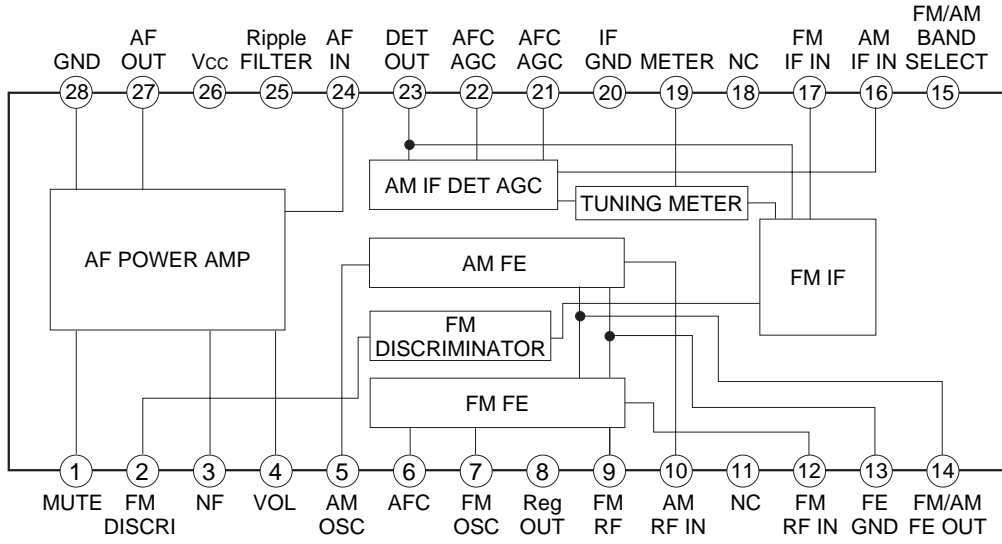 GND
AF
OUT
VCC
Ripple
FILTER
AF
IN
DET
OUT
AFC
AGC
AFC
AGC
IF
GND
METER
NC
FM
IF IN
AM
IF IN
FM/AM
BAND
SELECT
28
27
26
25
24
23
22
21
20
19
18
17
16
15
AM IF DET AGC
TUNING METER
AF POWER AMP
AM FE
FM IF
FM
DISCRIMINATOR
FM FE
1
2
3
4
5
6
7
8
9
10
11
12
13
14
MUTE
FM
DISCRI
NF
VOL
AM
OSC
AFC
FM
OSC
Reg
OUT
FM
RF
AM
RF IN
NC
FM
RF IN
FE
GND
FM/AM
FE OUT